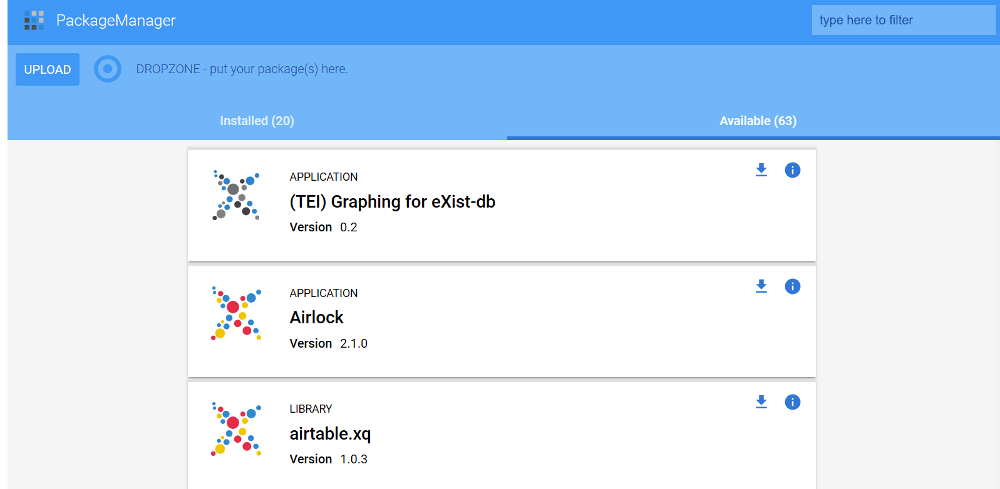 PackageManager
type here to filter
UPLOAD
DROPZONE - put your package(s) here.
Installed (20)
Available (63)
APPLICATION
(TEI) Graphing for eXist-db
Version 0.2
APPLICATION
Airlock
Version 2.1.0
LIBRARY
airtable.xq
Version 1.0.3